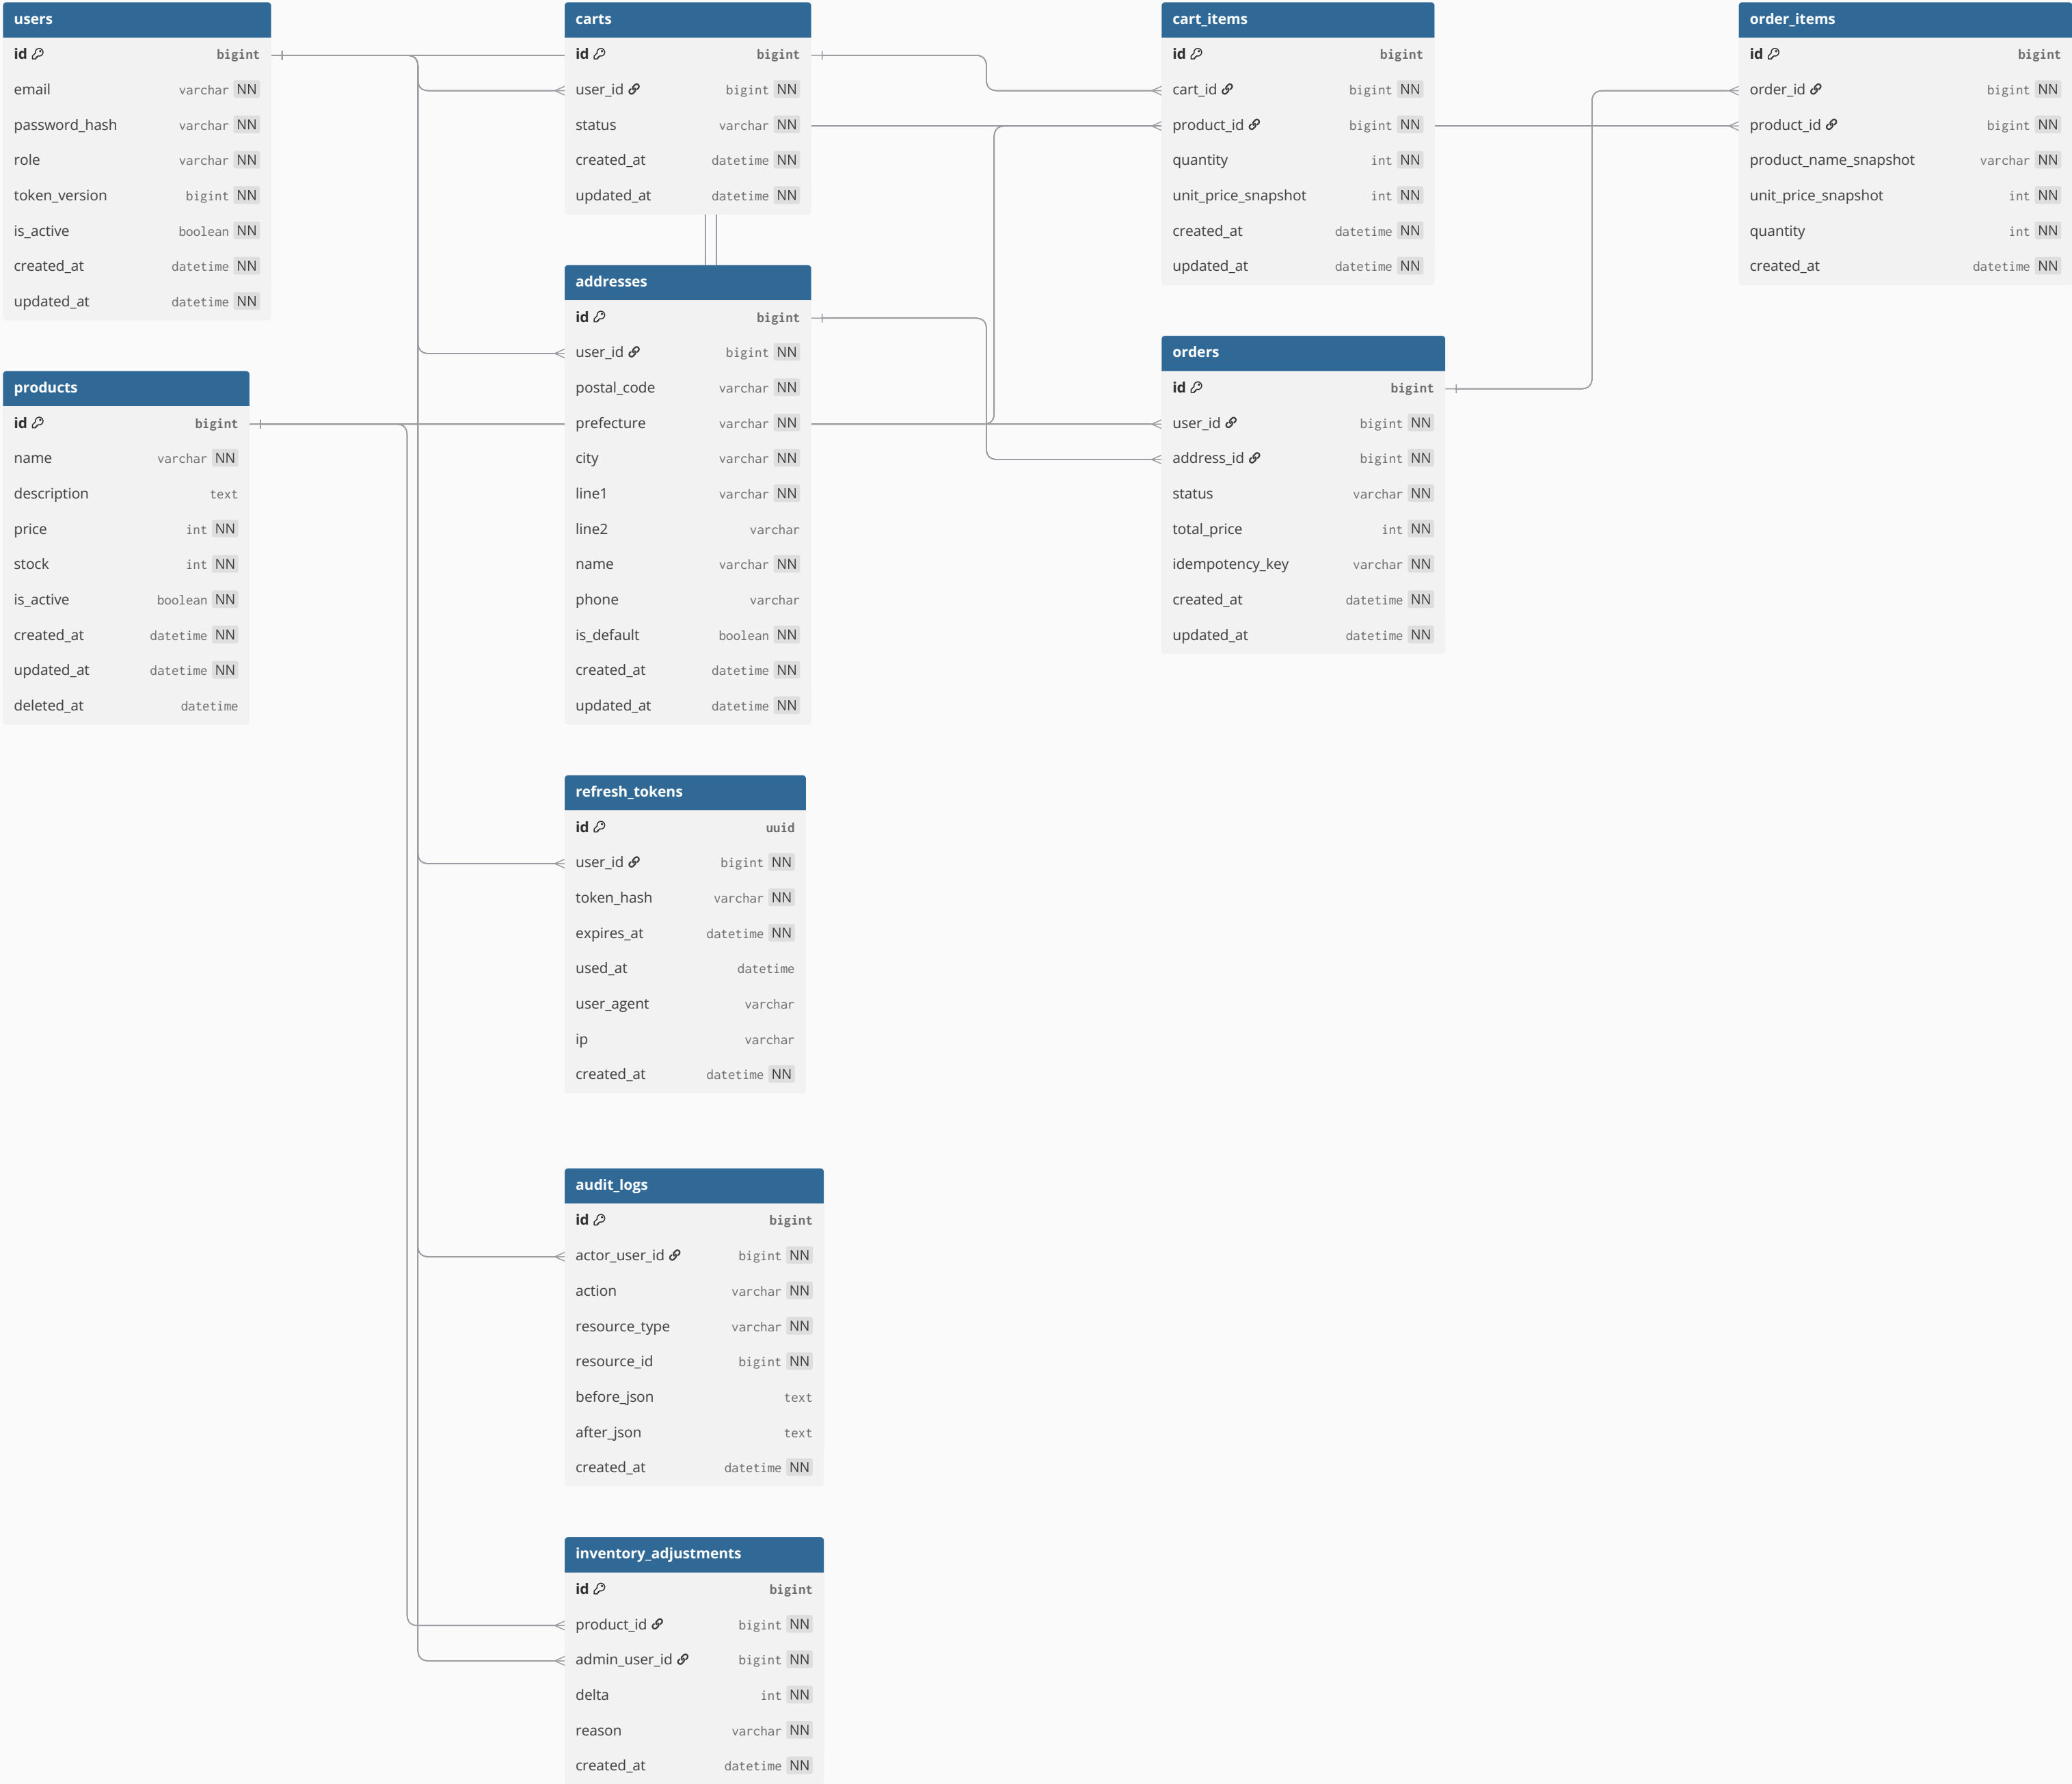 users
id bigint
email varchar NN
password_hash varchar NN
role varchar NN
token_version bigint NN
is_active boolean NN
created_at datetime NN
updated_at datetime NN
products
id bigint
name varchar NN
description text
price int NN
stock int NN
is_active boolean NN
created_at datetime NN
updated_at datetime NN
deleted_at datetime
carts
id bigint
user_id bigint NN
status varchar NN
created_at datetime NN
updated_at datetime NN
addresses
id bigint
user_id bigint NN
postal_code varchar NN
prefecture varchar NN
city varchar NN
line1 varchar NN
line2 varchar
name varchar NN
phone varchar
is_default boolean NN
created_at datetime NN
updated_at datetime NN
refresh_tokens
id uuid
user_id bigint NN
token_hash varchar NN
expires_at datetime NN
used_at datetime
user_agent varchar
ip varchar
created_at datetime NN
audit_logs
id bigint
actor_user_id bigint NN
action varchar NN
resource_type varchar NN
resource_id bigint NN
before_json text
after_json text
created_at datetime NN
inventory_adjustments
id bigint
product_id bigint NN
admin_user_id bigint NN
delta int NN
reason varchar NN
created_at datetime NN
cart_items
id bigint
cart_id bigint NN
product_id bigint NN
quantity int NN
unit_price_snapshot int NN
created_at datetime NN
updated_at datetime NN
orders
id bigint
user_id bigint NN
address_id bigint NN
status varchar NN
total_price int NN
idempotency_key varchar NN
created_at datetime NN
updated_at datetime NN
order_items
id bigint
order_id bigint NN
product_id bigint NN
product_name_snapshot varchar NN
unit_price_snapshot int NN
quantity int NN
created_at datetime NN